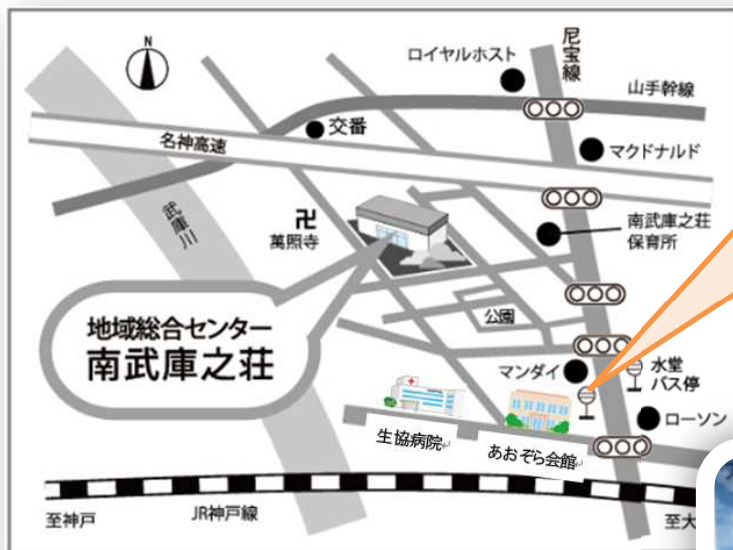 N
ロイヤルホスト
尼宝線
山手幹線
交番
名神高速
マクドナルド
武庫川
卍
萬照寺
南武庫之荘
保育所
地域総合センター
南武庫之荘
公園
マンダイ
水堂
バス停
ローソン
生協病院
あおぞら会館
至神戸
JR神戸線
至大